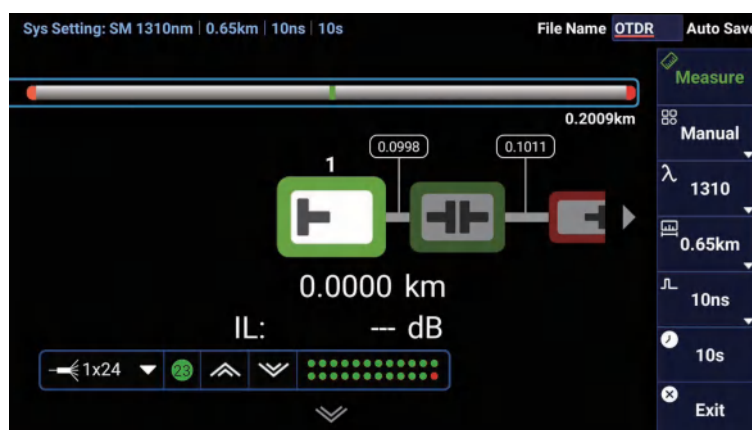 Sys Setting: SM 1310nm | 0.65km | 10ns | 10s
File Name OTDR Auto Save
Measure
0.2009km
Manual
0.0998
0.1011
1
1310
0.65km
0.0000 km
10ns
IL: --- dB
1x24
23
10s
Exit